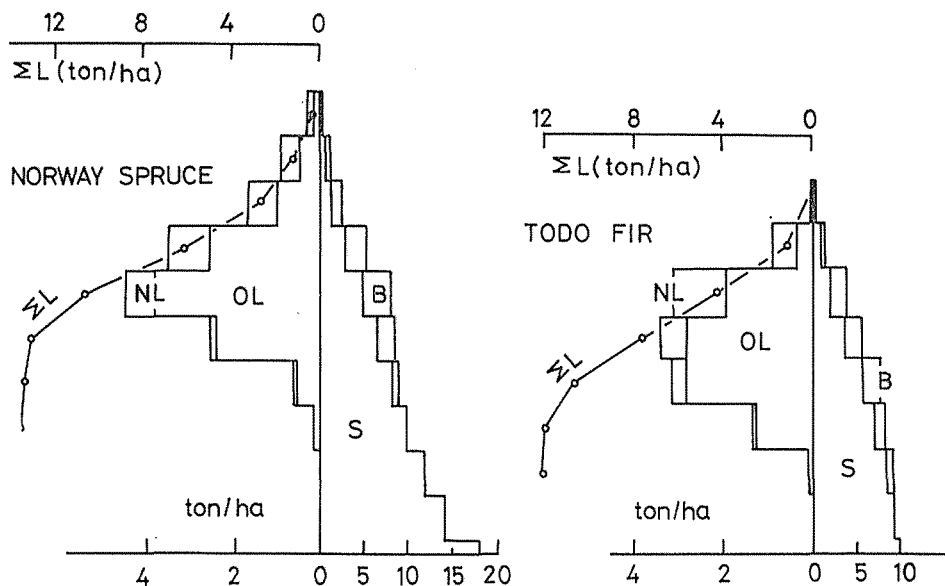 12 8 4 0
ΣL (ton/ha)
NORWAY SPRUCE
NL OL B
ΣL
S
ton/ha
4 2 0 5 10 15 20
12 8 4 0
ΣL (ton/ha)
TODO FIR
NL
OL
ΣL
B
S
ton/ha
4 2 0 5 10